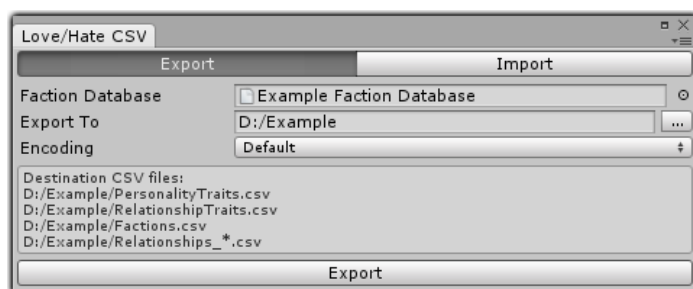 Love/Hate CSV
Export Import
Faction Database Example Faction Database
Export To D:/Example ...
Encoding Default
Destination CSV files:
D:/Example/PersonalityTraits.csv
D:/Example/RelationshipTraits.csv
D:/Example/Factions.csv
D:/Example/Relationships_*.csv
Export